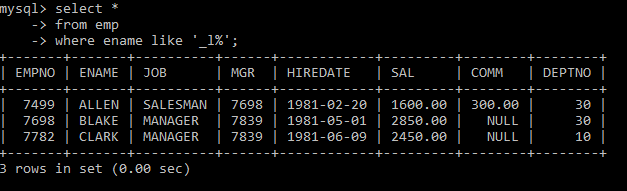 mysql> select *
    -> from emp
    -> where ename like '_l%';
+-------+-------+----------+------+------------+---------+--------+--------+
| EMPNO | ENAME | JOB      | MGR  | HIREDATE   | SAL     | COMM   | DEPTNO |
+-------+-------+----------+------+------------+---------+--------+--------+
|  7499 | ALLEN | SALESMAN | 7698 | 1981-02-20 | 1600.00 | 300.00 |     30 |
|  7698 | BLAKE | MANAGER  | 7839 | 1981-05-01 | 2850.00 |   NULL |     30 |
|  7782 | CLARK | MANAGER  | 7839 | 1981-06-09 | 2450.00 |   NULL |     10 |
+-------+-------+----------+------+------------+---------+--------+--------+
3 rows in set (0.00 sec)